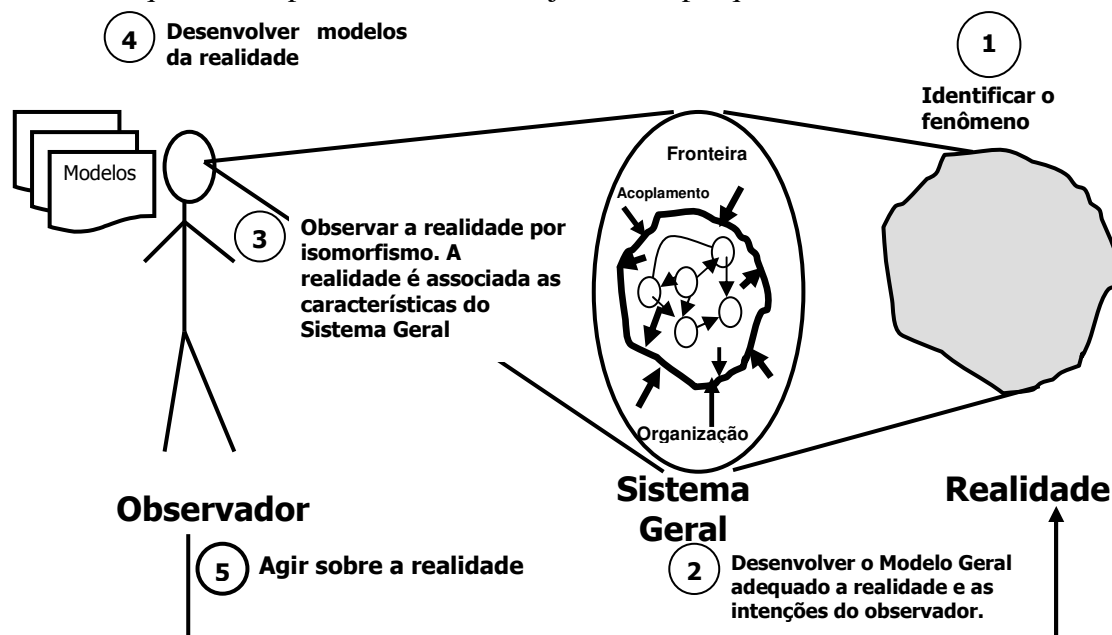 4
Desenvolver modelos
da realidade
1
Identificar o
fenômeno
Modelos
Fronteira
Acoplamento
3
Observar a realidade por
isomorfismo. A
realidade é associada as
características do
Sistema Geral
Organização
Observador
Sistema
Geral
Realidade
5
Agir sobre a realidade
2
Desenvolver o Modelo Geral
adequado a realidade e as
intenções do observador.